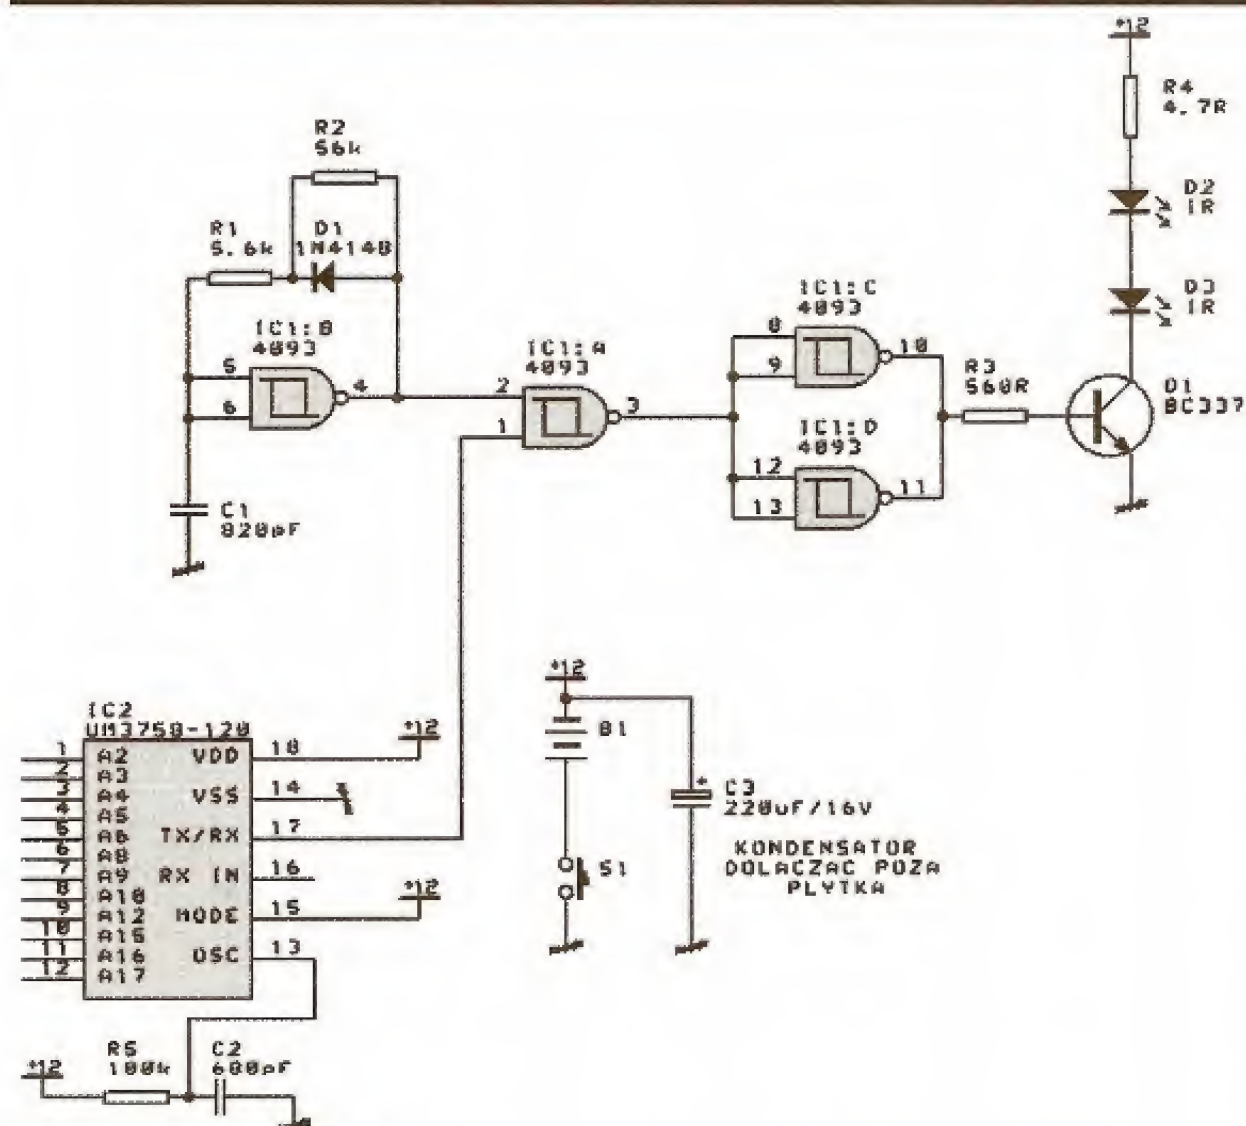 +12
R4
4.7R
R2
56k
D2
IR
R1
5.6k
D1
1N4148
D3
IR
IC1:B
4093
5
6
4
IC1:A
4093
2
1
3
IC1:C
4093
8
9
10
R3
560R
Q1
BC337
IC1:D
4093
12
13
11
C1
820pF
+12
B1
C3
+
220uF/16V
S1
KONDENSATOR
DOLACZAC POZA
PLYTKA
IC2
UM3758-120
+12
1 A2 VDD 18
2 A3
3 A4 VSS 14
4 A5
5 A6 TX/RX 17
6 A8
7 A9 RX IN 16
8 A10
+12
9 A12 MODE 15
10 A15
11 A16 OSC 13
12 A17
+12
R5
100k
C2
680pF